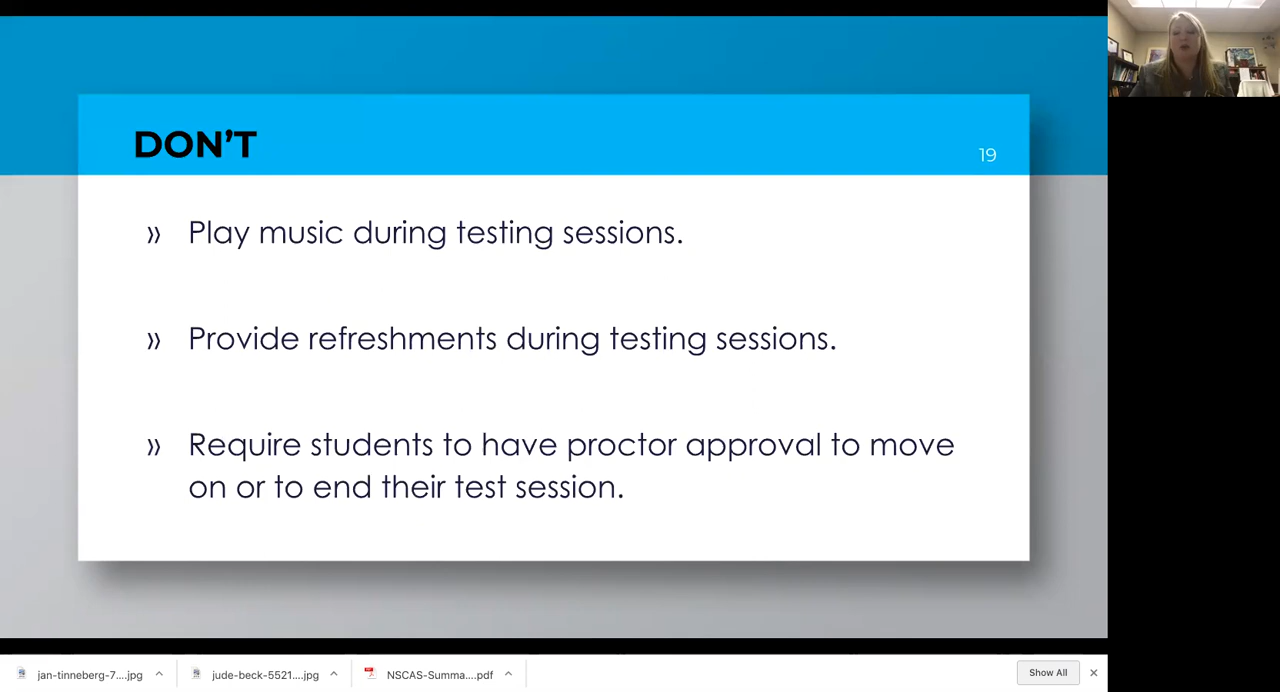 DON'T
19
» Play music during testing sessions.
» Provide refreshments during testing sessions.
» Require students to have proctor approval to move
on or to end their test session.
jan-tinneberg-7....jpg
jude-beck-5521....jpg
NSCAS-Summa....pdf
Show All